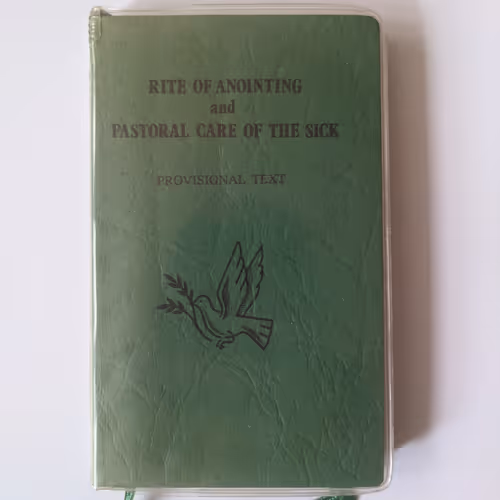 RITE OF ANOINTING
and
PASTORAL CARE OF THE SICK
PROVISIONAL TEXT